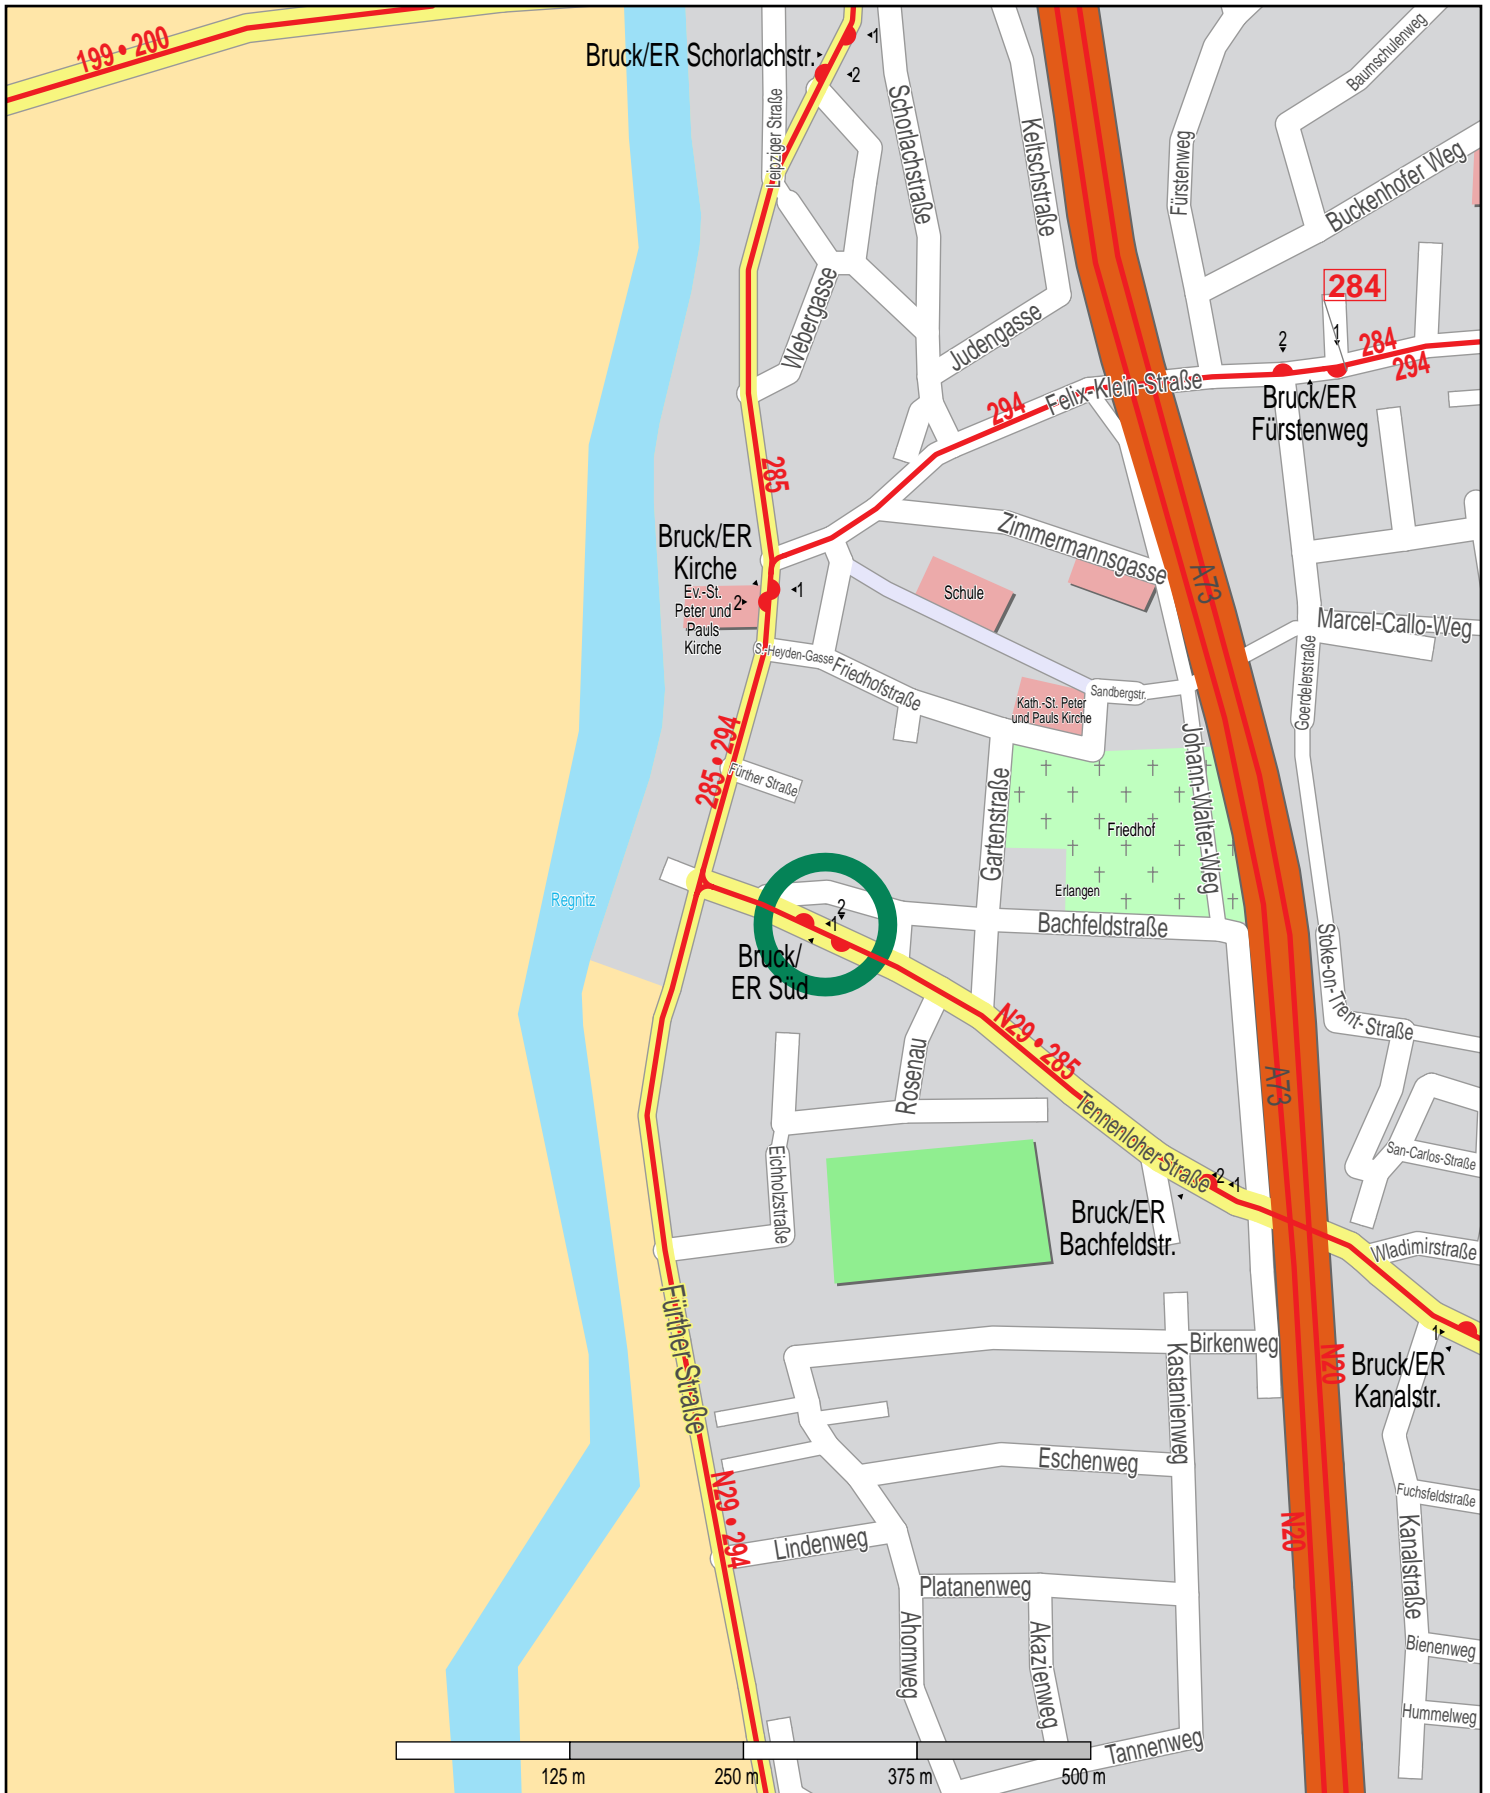 199 • 200
Bruck/ER Schorlachstr.
1
2
Leipziger Straße
Schorlachstraße
Keltschstraße
Fürstenweg
Baumschulenweg
Buckenhofer Weg
Webergasse
Judengasse
284
2
1
284
294
Felix-Klein-Straße
294
Bruck/ER
Fürstenweg
285
Zimmermannsgasse
Bruck/ER
Kirche
Ev.-St.
Peter und
Pauls
Kirche
2
1
Schule
A73
Marcel-Callo-Weg
S.-Heyden-Gasse
Friedhofstraße
Sandbergstr.
Kath.-St. Peter
und Pauls Kirche
Goerdelerstraße
285 • 294
Fürther Straße
Johann-Walter-Weg
Gartenstraße
Friedhof
Erlangen
Regnitz
2
1
Bachfeldstraße
Bruck/
ER Süd
Stoke-on-Trent-Straße
N29 • 285
Rosenau
A73
Tennenloher Straße
Eichholzstraße
San-Carlos-Straße
2
1
Bruck/ER
Bachfeldstr.
Wladimirstraße
Fürther Straße
Birkenweg
Kastanienweg
N20
1
Bruck/ER
Kanalstr.
Eschenweg
N29 • 294
Fuchsfeldstraße
N20
Kanalstraße
Lindenweg
Platanenweg
Ahornweg
Akazienweg
Bienenweg
Hummelweg
Tannenweg
125 m
250 m
375 m
500 m